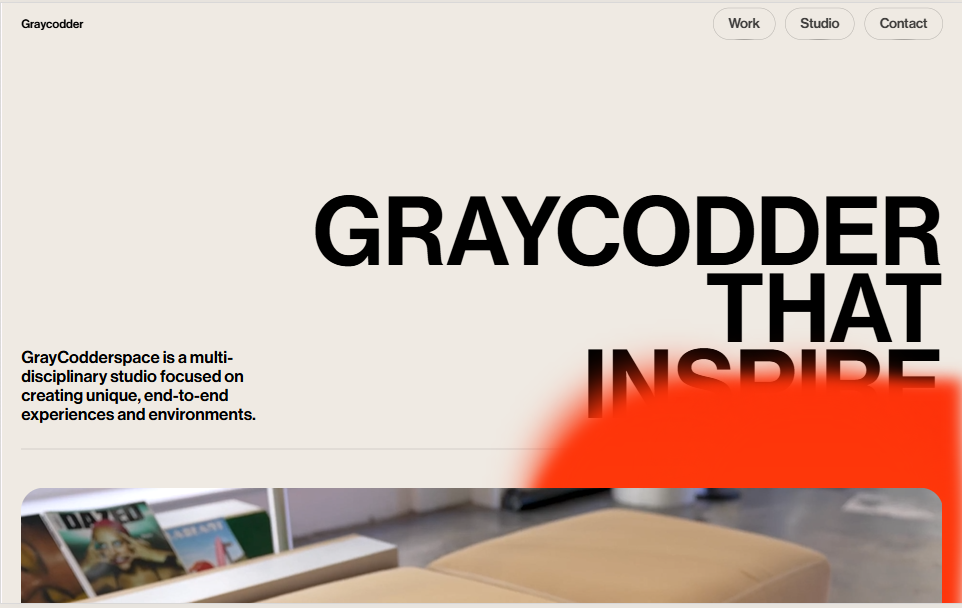 Graycodder
Work
Studio
Contact
GRAYCODDER
THAT
INSPIRE
GrayCodderspace is a multi-
disciplinary studio focused on
creating unique, end-to-end
experiences and environments.
DAZED